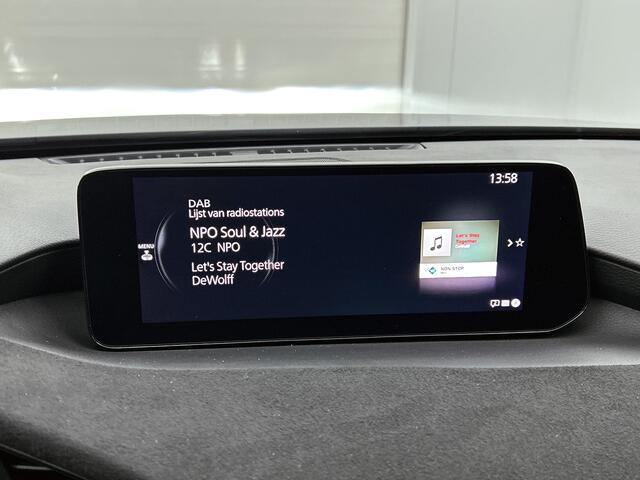 13:58
DAB
Lijst van radiostations
NPO Soul & Jazz
12C NPO
Let's Stay Together
DeWolff
MENU
Let's Stay
Together
DeWolff
NON STOP